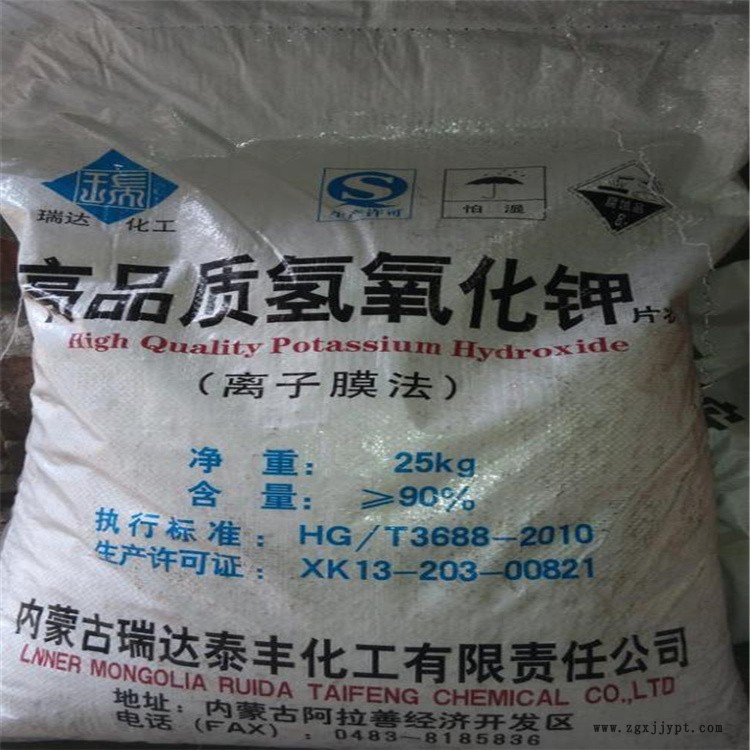 瑞达 化工
生产许可
怕湿
腐蚀品
8
高品质氢氧化钾 片状
High Quality Potassium Hydroxide
（离子膜法）
净 重： 25kg
含 量： ≥90%
执行标准： HG/T3688-2010
生产许可证： XK13-203-00821
内蒙古瑞达泰丰化工有限责任公司
LNNER MONGOLIA RUIDA TAIFENG CHEMICAL CO.,LTD
地址：内蒙古阿拉善经济开发区
电话（FAX）：0483-8185836
www.zgxjjypt.com